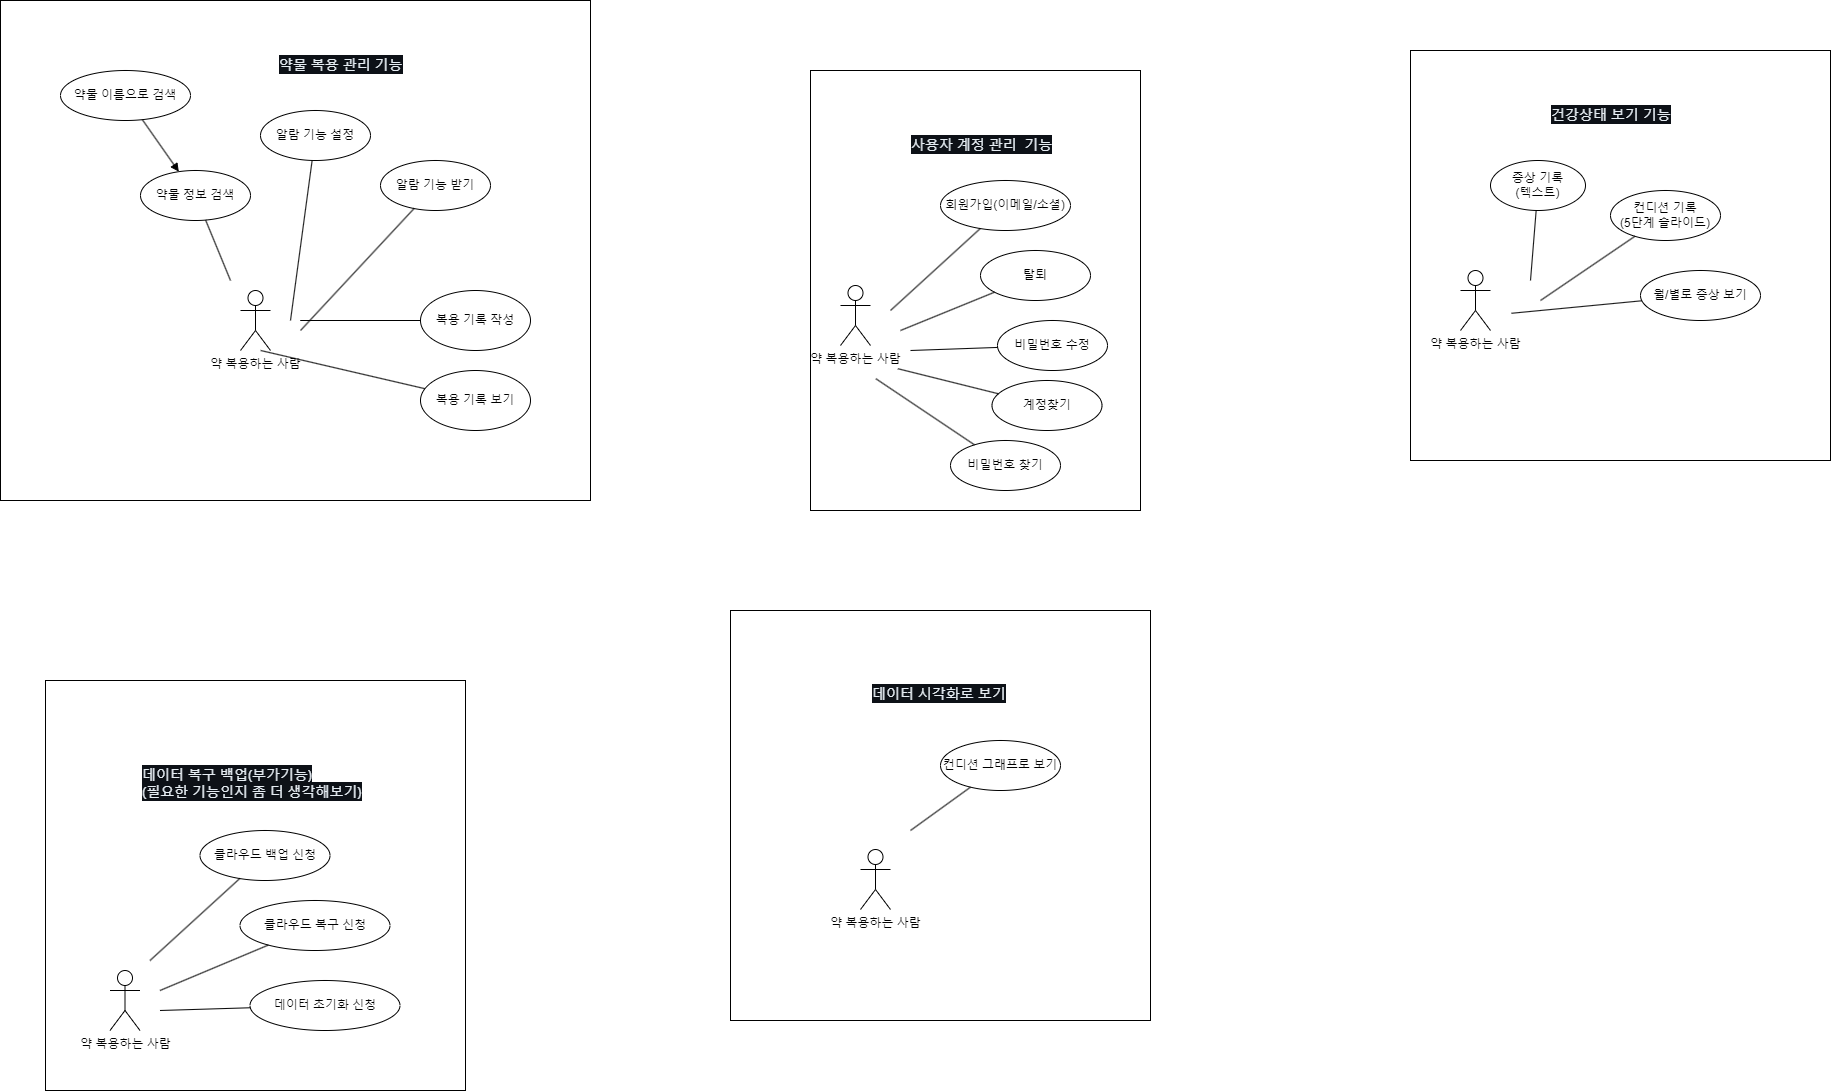 약물 복용 관리 기능
약물 이름으로 검색
알람 기능 설정
약물 정보 검색
알람 기능 받기
복용 기록 작성
약 복용하는 사람
복용 기록 보기
사용자 계정 관리 기능
회원가입(이메일/소셜)
탈퇴
비밀번호 수정
약 복용하는 사람
계정찾기
비밀번호 찾기
건강상태 보기 기능
증상 기록
(텍스트)
컨디션 기록
(5단계 슬라이드)
월/별로 증상 보기
약 복용하는 사람
데이터 복구 백업(부가기능)
(필요한 기능인지 좀 더 생각해보기)
클라우드 백업 신청
클라우드 복구 신청
데이터 초기화 신청
약 복용하는 사람
데이터 시각화로 보기
컨디션 그래프로 보기
약 복용하는 사람